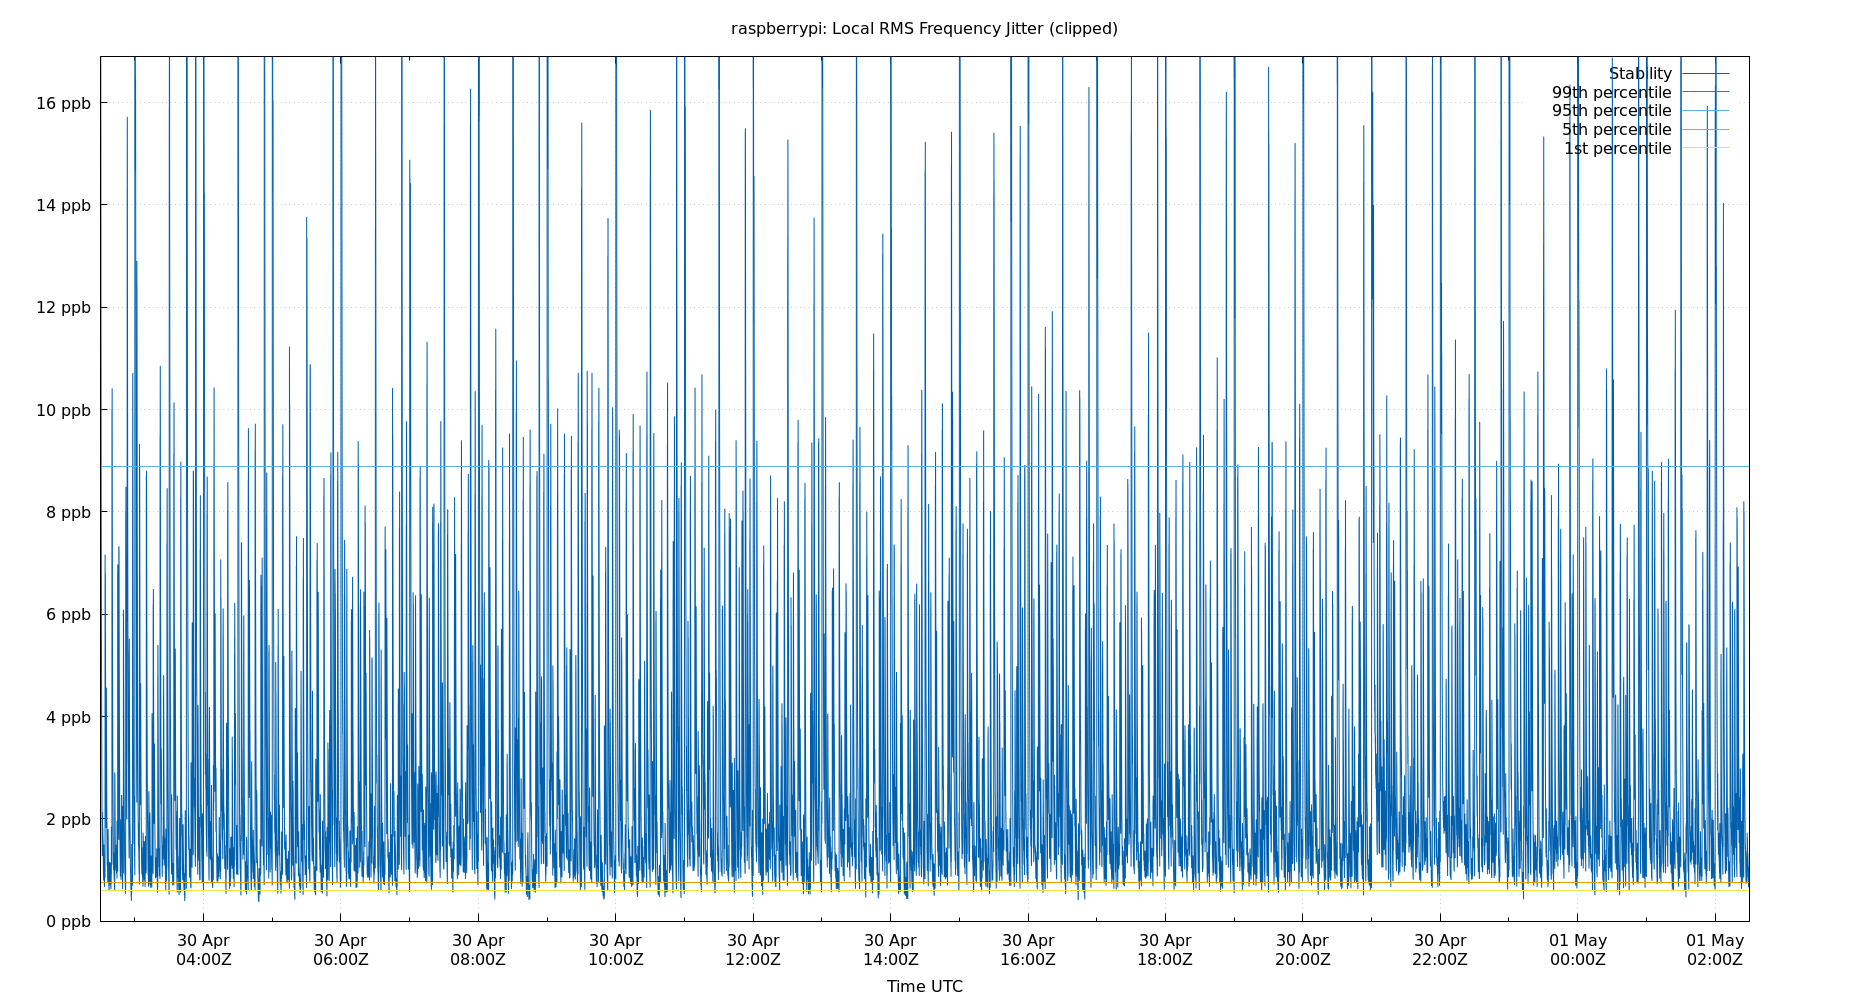 raspberrypi: Local RMS Frequency Jitter (clipped)
Stability
99th percentile
95th percentile
5th percentile
1st percentile
16 ppb
14 ppb
12 ppb
10 ppb
8 ppb
6 ppb
4 ppb
2 ppb
0 ppb
30 Apr 30 Apr 30 Apr 30 Apr 30 Apr 30 Apr 30 Apr 30 Apr 30 Apr 30 Apr 01 May 01 May
04:00Z 06:00Z 08:00Z 10:00Z 12:00Z 14:00Z 16:00Z 18:00Z 20:00Z 22:00Z 00:00Z 02:00Z
Time UTC